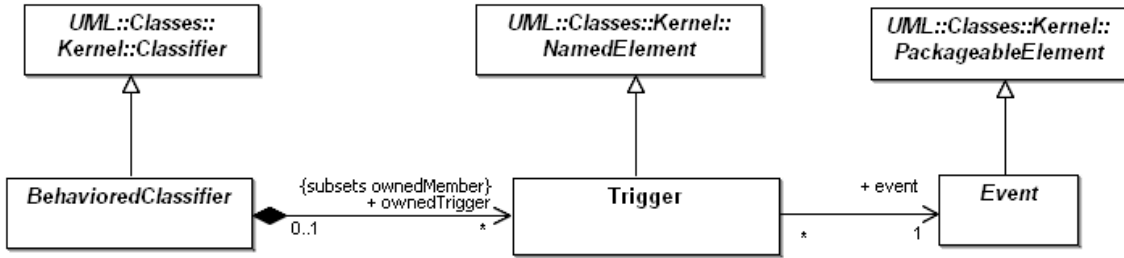 UML::Classes::
Kernel::Classifier
UML::Classes::Kernel::
NamedElement
UML::Classes::Kernel::
PackageableElement
BehavioredClassifier
{subsets ownedMember}
+ ownedTrigger
0..1
*
Trigger
+ event
*
1
Event